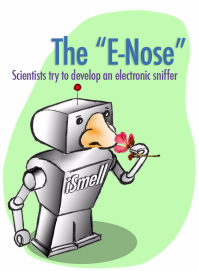 The “E-Nose”
Scientists try to develop an electronic sniffer
iSmell